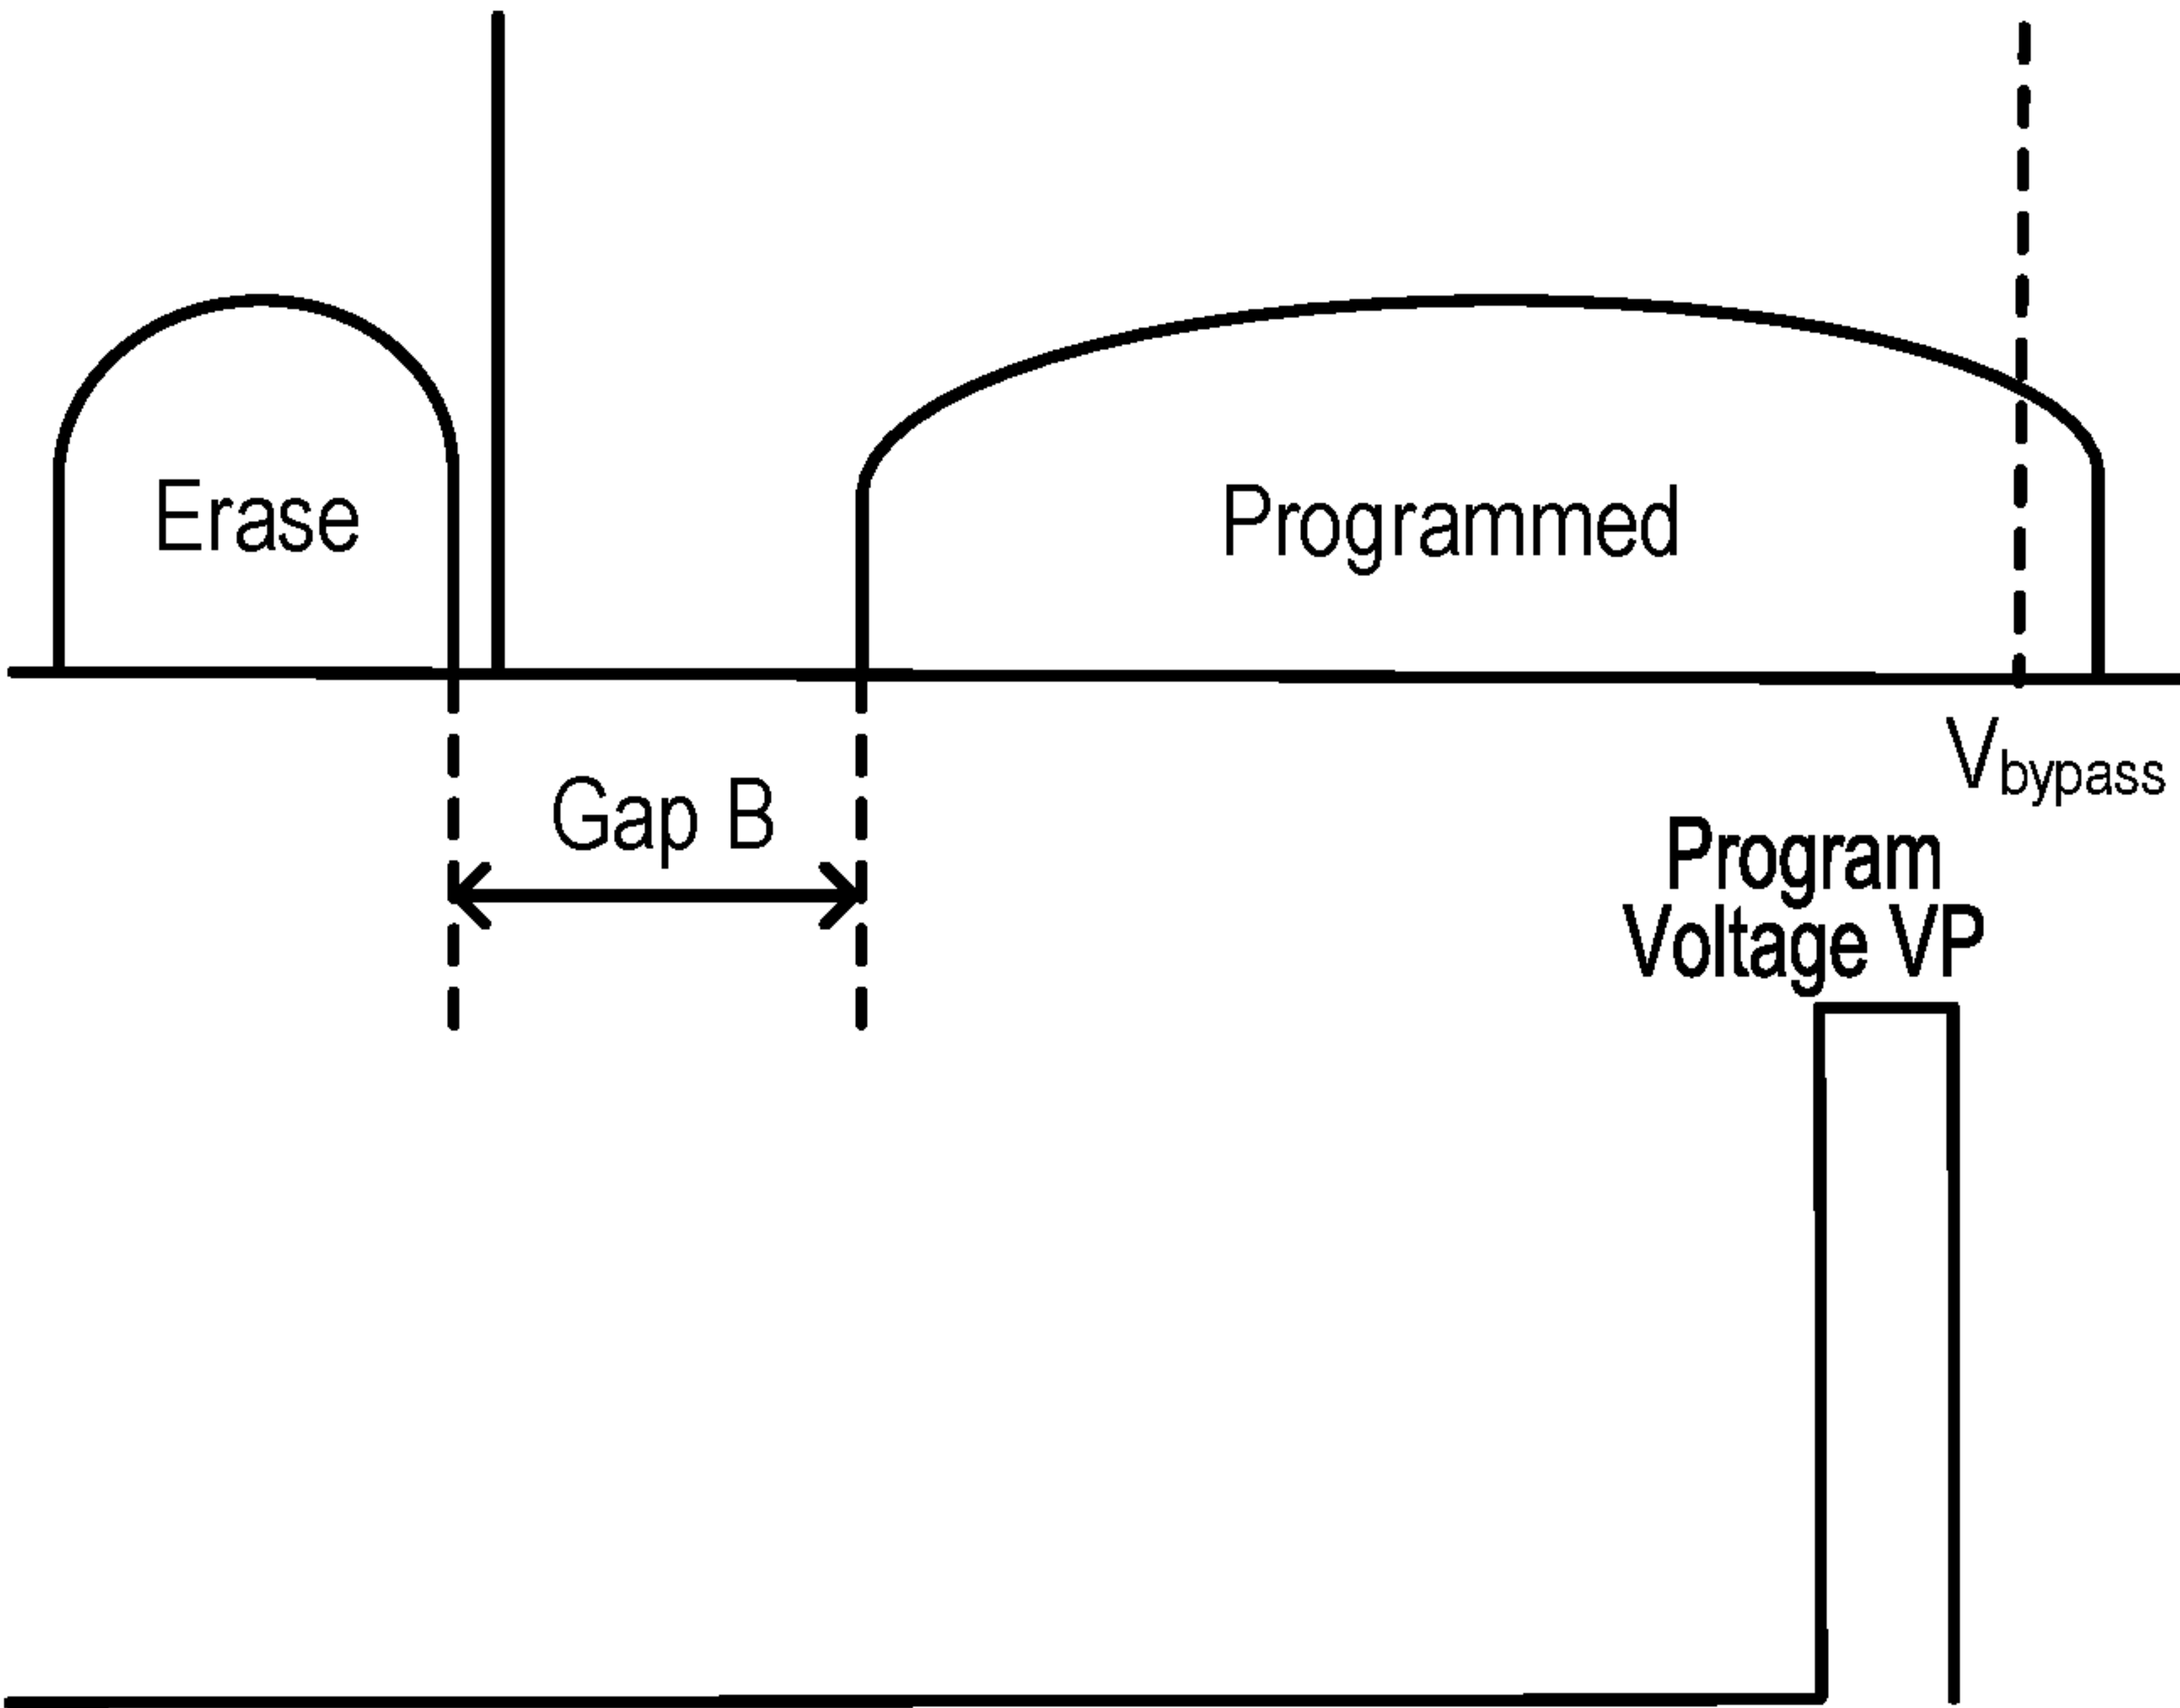 Erase
Programmed
Vbypass
Gap B
Program
Voltage VP